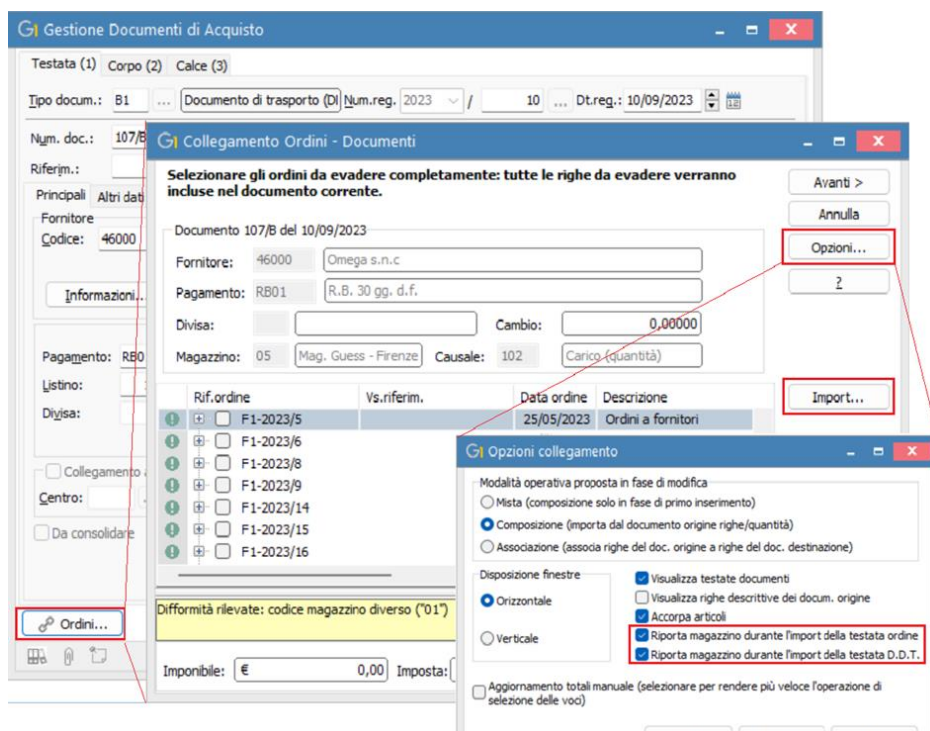 G1 Gestione Documenti di Acquisto
Testata (1) Corpo (2) Calce (3)
Tipo docum.: B1 ... Documento di trasporto (DI Num.reg. 2023 / 10 ... Dt.reg.: 10/09/2023 12
Num. doc.: 107/B
Riferim.:
Principali Altri dati
Fornitore
Codice: 46000
Informazioni...
Pagamento: RB0
Listino:
Divisa:
Collegamento a
Centro:
Da consolidare
Ordini...
G1 Collegamento Ordini - Documenti
Selezionare gli ordini da evadere completamente: tutte le righe da evadere verranno
incluse nel documento corrente.
Avanti >
Annulla
Opzioni...
?
Import...
Documento 107/B del 10/09/2023
Fornitore: 46000 Omega s.n.c
Pagamento: RB01 R.B. 30 gg. d.f.
Divisa: Cambio: 0,00000
Magazzino: 05 Mag. Guess - Firenze Causale: 102 Carico (quantità)
Rif.ordine Vs.riferim. Data ordine Descrizione
F1-2023/5 25/05/2023 Ordini a fornitori
F1-2023/6
F1-2023/8
F1-2023/9
F1-2023/14
F1-2023/15
F1-2023/16
Difformità rilevate: codice magazzino diverso ("01")
Imponibile: € 0,00 Imposta:
G1 Opzioni collegamento
Modalità operativa proposta in fase di modifica
Mista (composizione solo in fase di primo inserimento)
Composizione (importa dal documento origine righe/quantità)
Associazione (associa righe del doc. origine a righe del doc. destinazione)
Disposizione finestre
Orizzontale
Verticale
Visualizza testate documenti
Visualizza righe descrittive dei docum. origine
Accorpa articoli
Riporta magazzino durante l'import della testata ordine
Riporta magazzino durante l'import della testata D.D.T.
Aggiornamento totali manuale (selezionare per rendere più veloce l'operazione di
selezione delle voci)